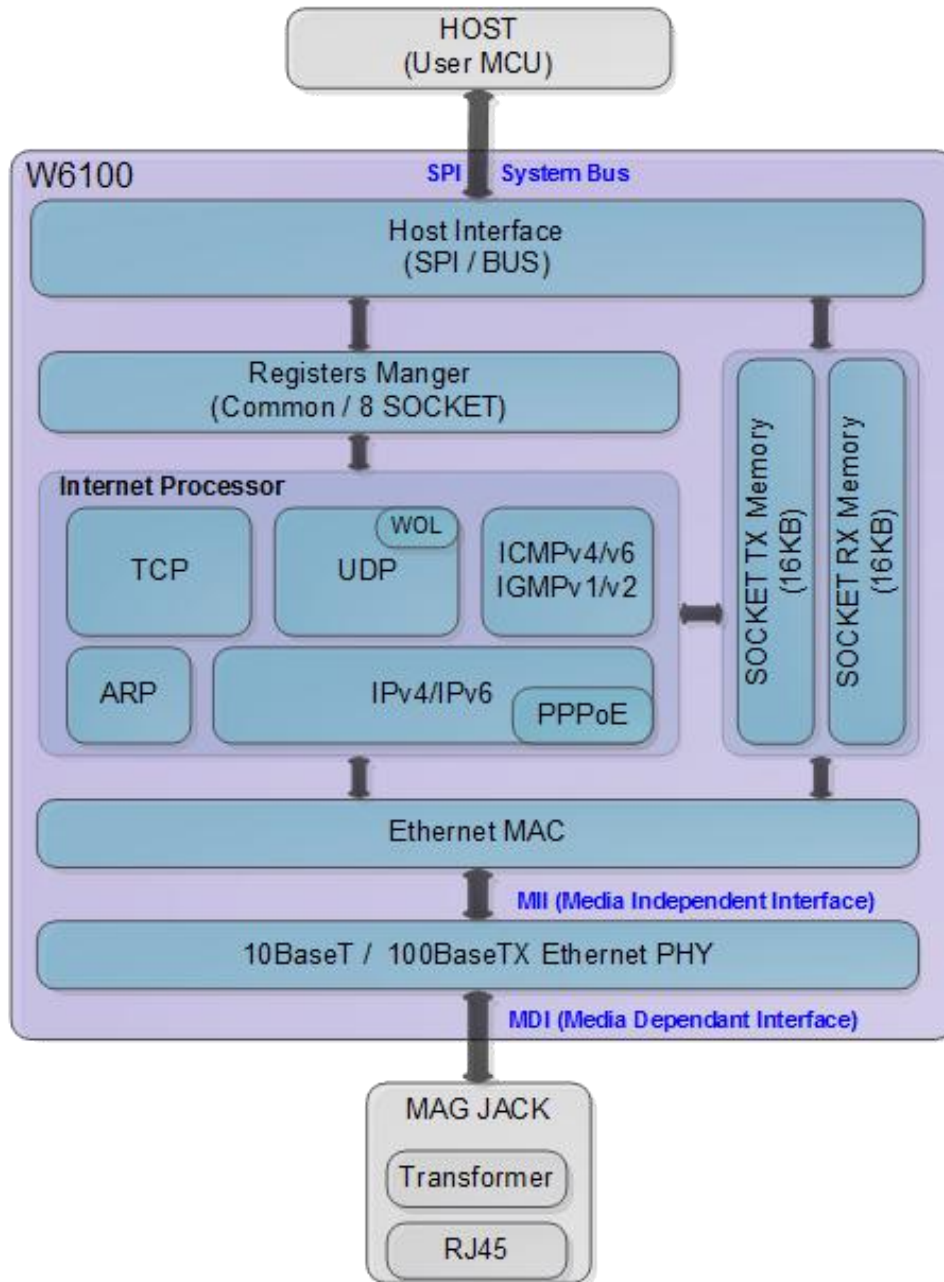 HOST
(User MCU)
W6100
SPI
System Bus
Host Interface
(SPI / BUS)
Registers Manger
(Common / 8 SOCKET)
Internet Processor
TCP
UDP
WOL
ICMPv4/v6
IGMPv1/v2
ARP
IPv4/IPv6
PPPoE
SOCKET TX Memory
(16KB)
SOCKET RX Memory
(16KB)
Ethernet MAC
MII (Media Independent Interface)
10BaseT / 100BaseTX Ethernet PHY
MDI (Media Dependant Interface)
MAG JACK
Transformer
RJ45